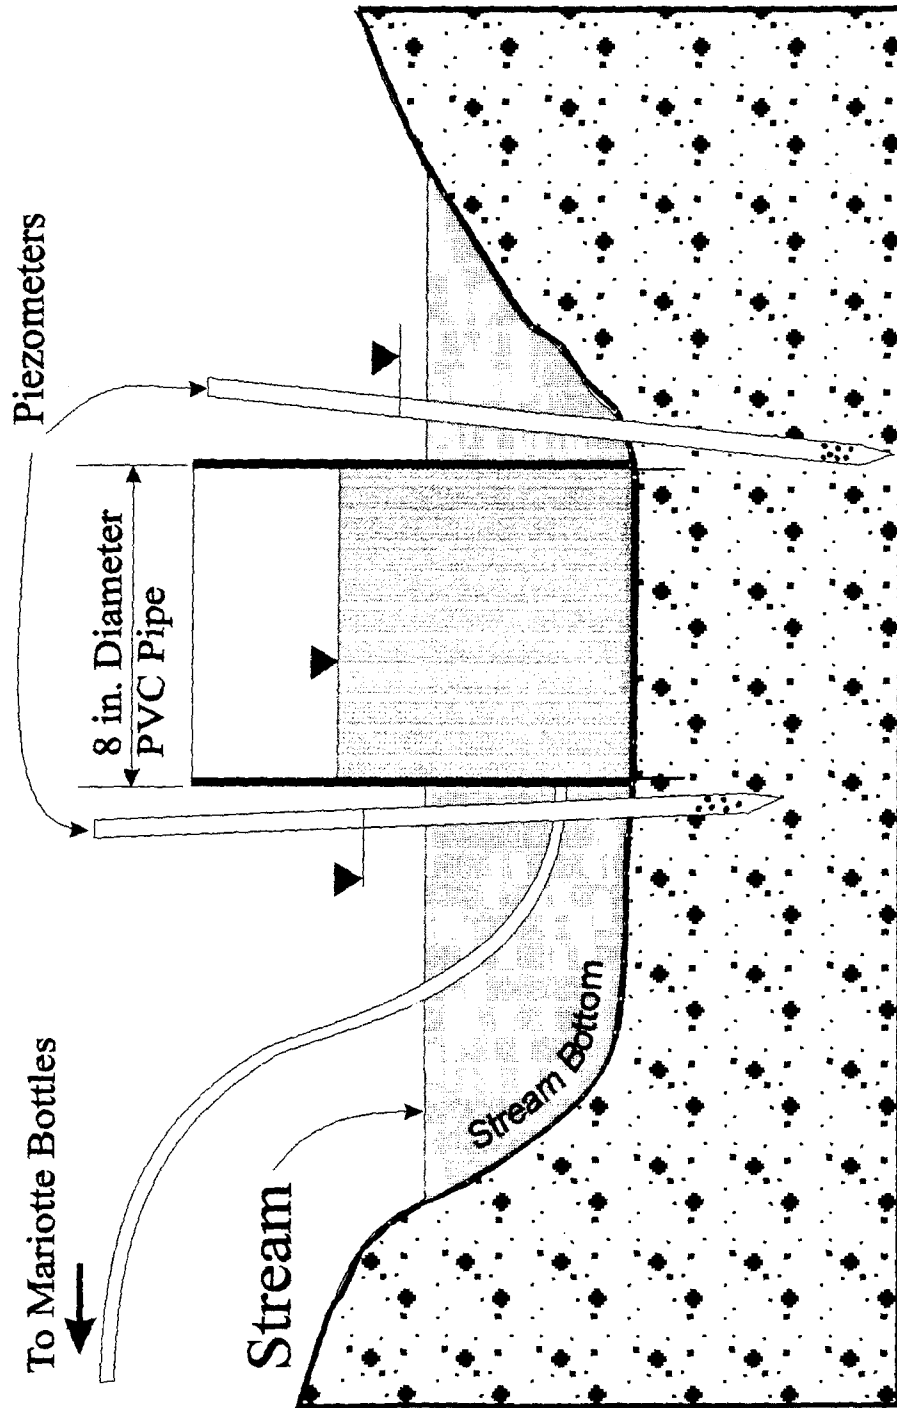 To Mariotte Bottles
Piezometers
8 in. Diameter
PVC Pipe
Stream
Stream Bottom